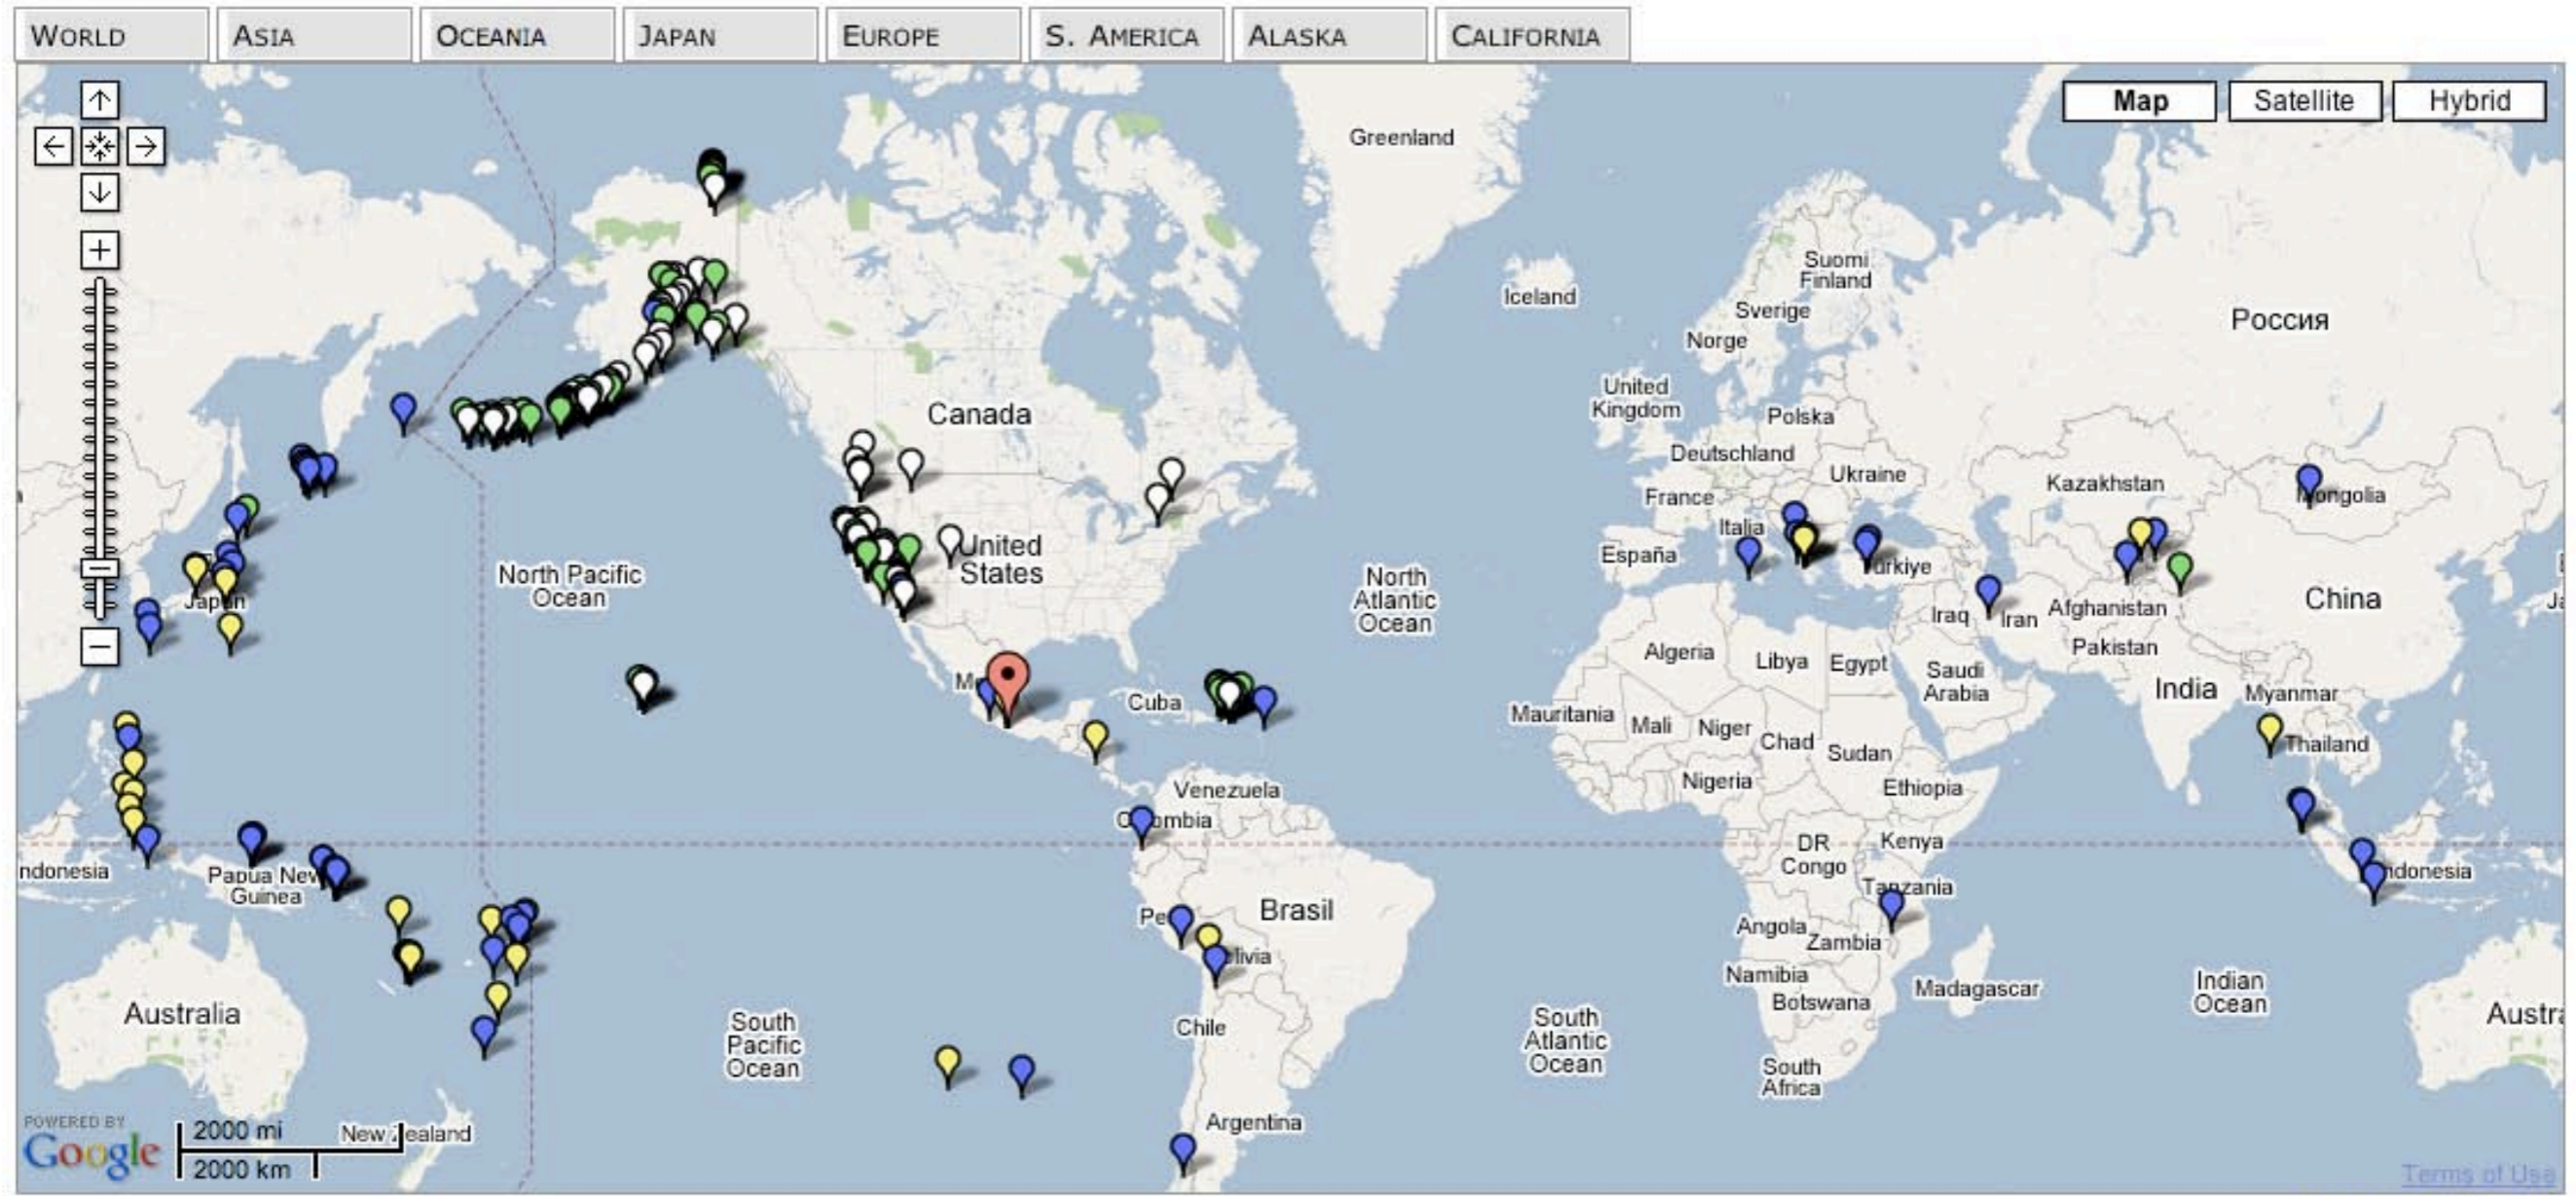 WORLD
ASIA
OCEANIA
JAPAN
EUROPE
S. AMERICA
ALASKA
CALIFORNIA
Map
Satellite
Hybrid
Greenland
Iceland
Suomi
Finland
Sverige
Norge
Россия
United
Kingdom
Polska
Deutschland
Ukraine
France
Italia
España
Kazakhstan
Canada
United
States
North Pacific
Ocean
North
Atlantic
Ocean
Iraq
Iran
Afghanistan
China
Pakistan
Algeria
Libya
Egypt
Saudi
Arabia
India
Myanmar
Thailand
Cuba
Mauritania
Mali
Niger
Chad
Sudan
Nigeria
Ethiopia
Venezuela
DR
Congo
Kenya
Tanzania
Papua New
Guinea
Brasil
Angola
Zambia
Namibia
Botswana
Madagascar
Indian
Ocean
Australia
South
Pacific
Ocean
Chile
South
Atlantic
Ocean
South
Africa
Argentina
POWERED BY
Google
2000 mi
2000 km
Terms of Use